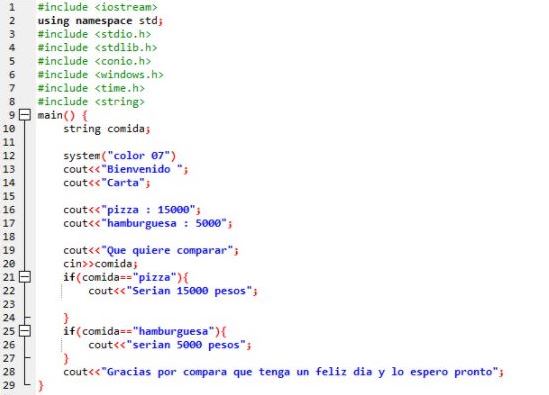 1 #include <iostream>
2 using namespace std;
3 #include <stdio.h>
4 #include <stdlib.h>
5 #include <conio.h>
6 #include <windows.h>
7 #include <time.h>
8 #include <string>
9 main() {
10 string comida;
11
12 system("color 07")
13 cout<<"Bienvenido ";
14 cout<<"Carta";
15
16 cout<<"pizza : 15000";
17 cout<<"hamburguesa : 5000";
18
19 cout<<"Que quiere comparar";
20 cin>>comida;
21 if(comida=="pizza"){
22 cout<<"Serian 15000 pesos";
23
24 }
25 if(comida=="hamburguesa"){
26 cout<<"serian 5000 pesos";
27 }
28 cout<<"Gracias por compara que tenga un feliz dia y lo espero pronto";
29 }